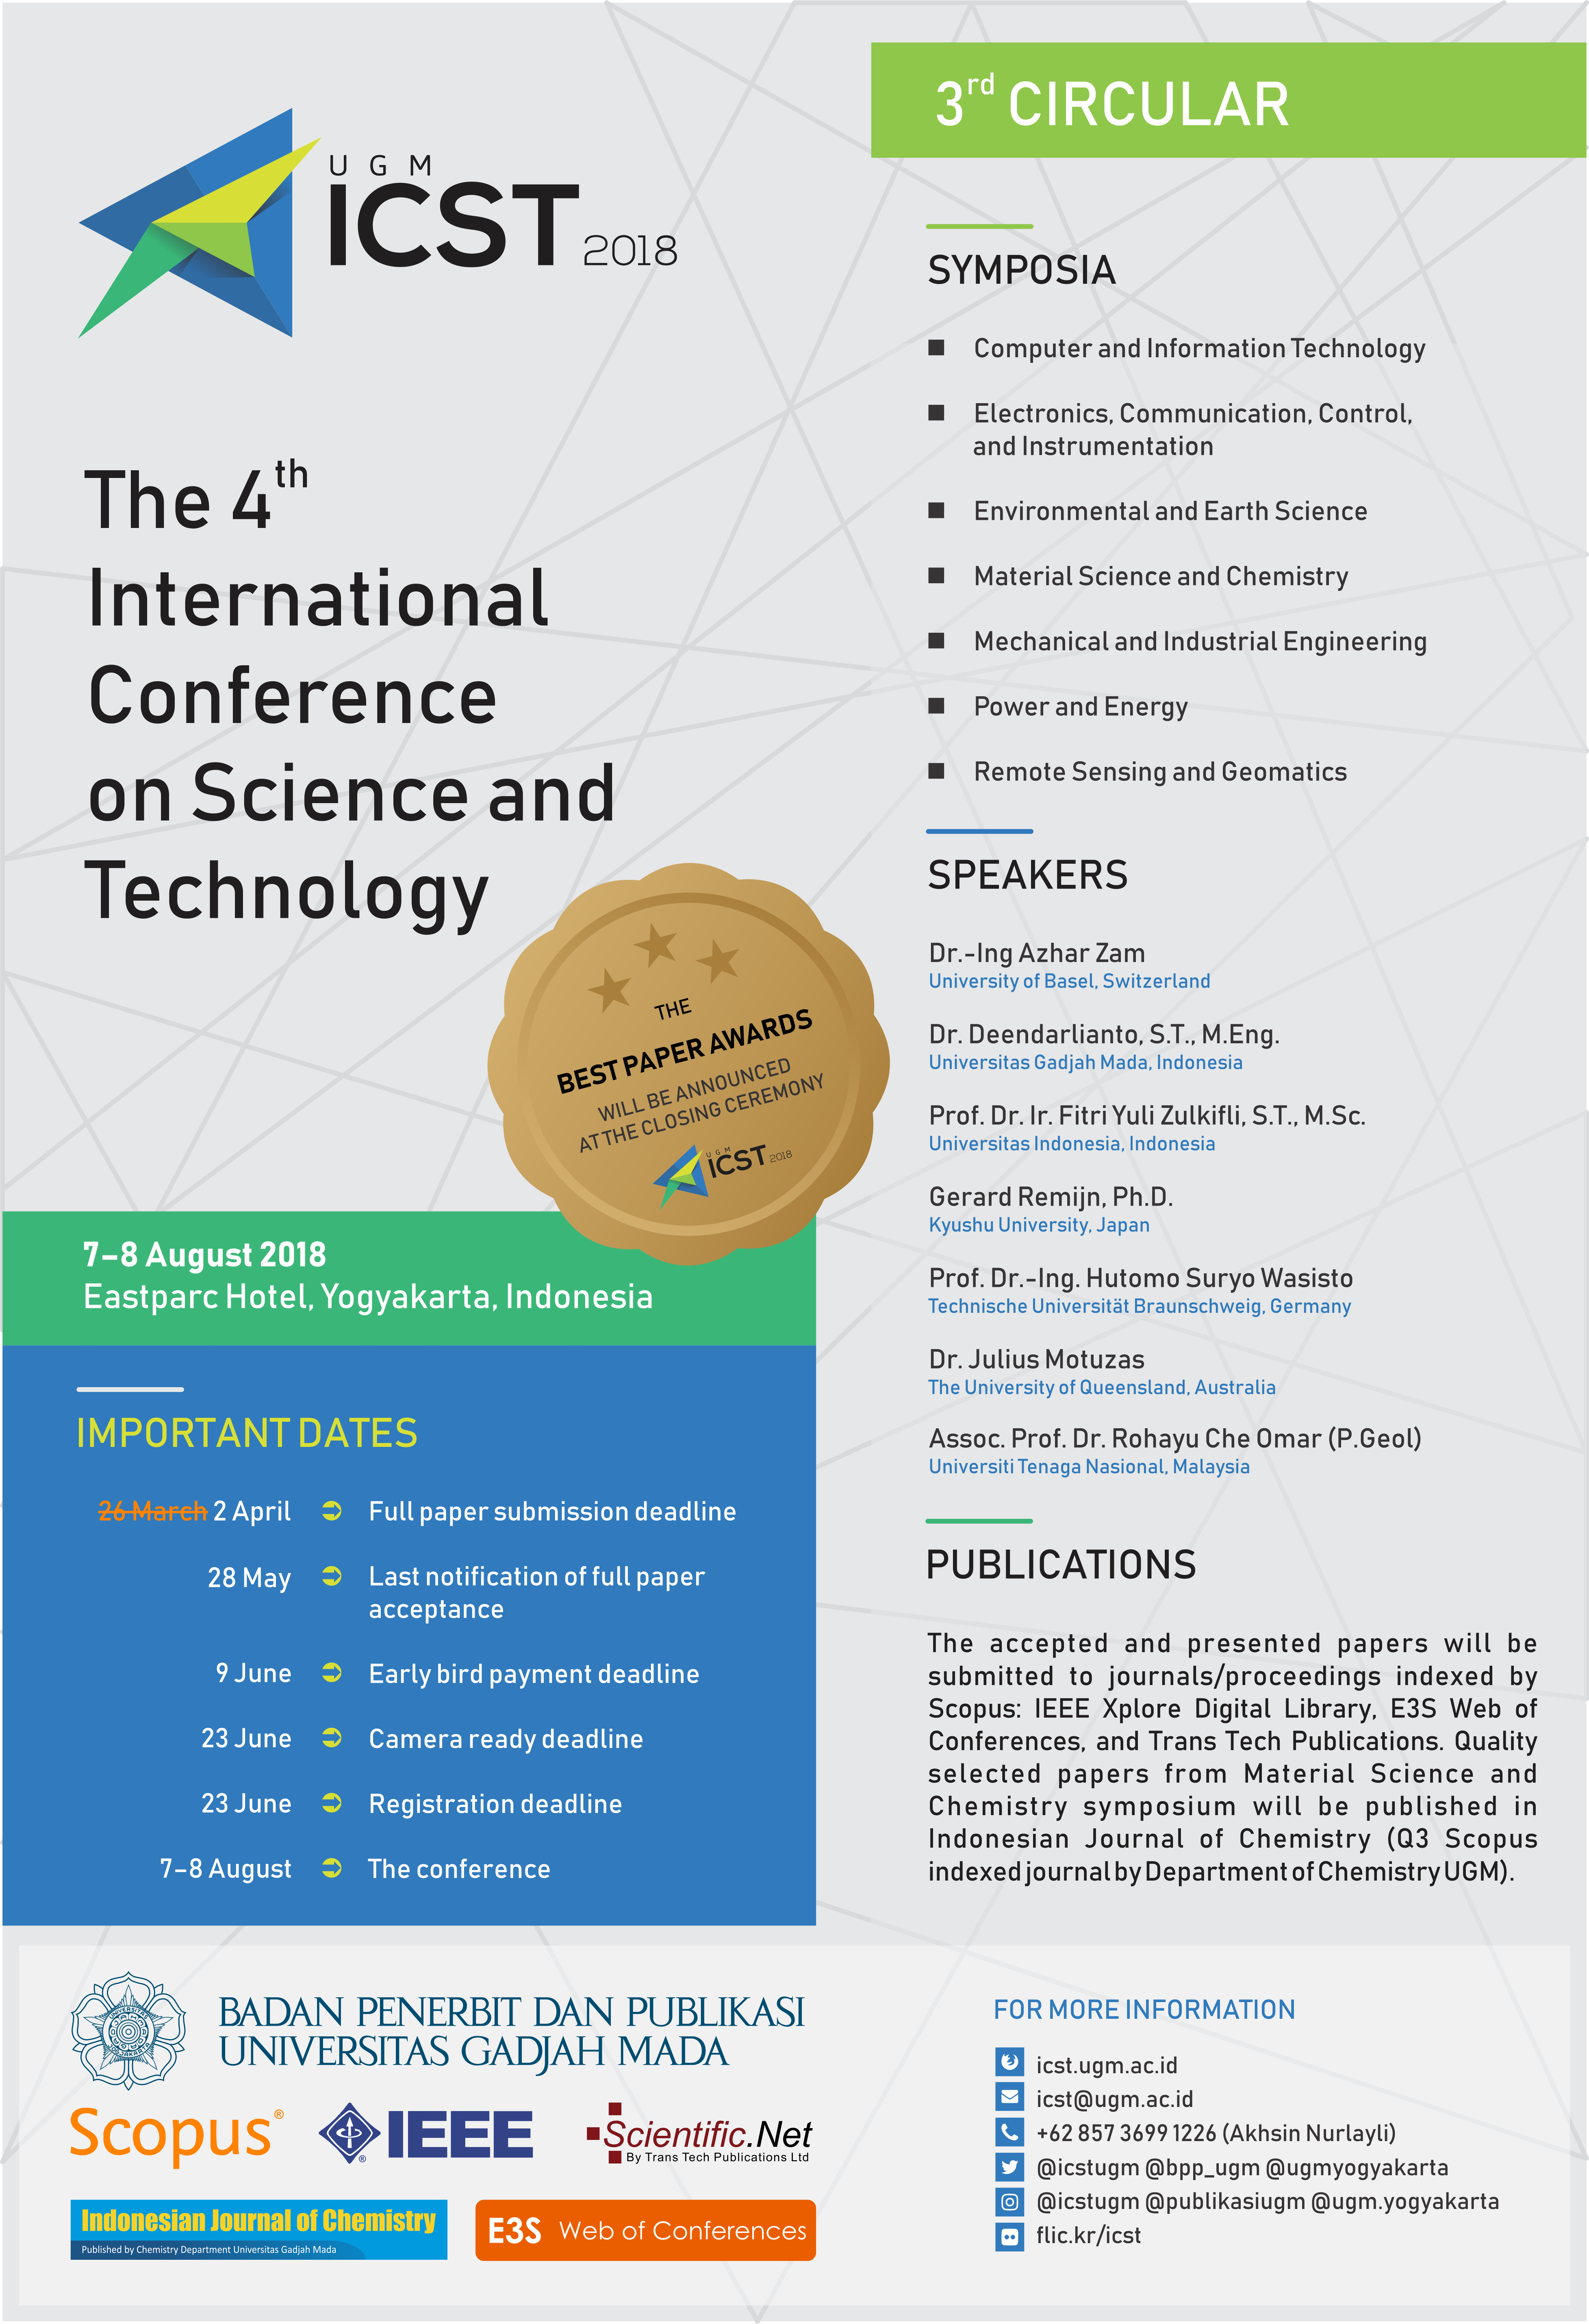 UGM
ICST 2018
The 4th
International
Conference
on Science and
Technology
THE
BEST PAPER AWARDS
WILL BE ANNOUNCED
AT THE CLOSING CEREMONY
UGM
ICST 2018
7–8 August 2018
Eastparc Hotel, Yogyakarta, Indonesia
IMPORTANT DATES
26 March 2 April Full paper submission deadline
28 May Last notification of full paper
acceptance
9 June Early bird payment deadline
23 June Camera ready deadline
23 June Registration deadline
7–8 August The conference
3rd CIRCULAR
SYMPOSIA
Computer and Information Technology
Electronics, Communication, Control,
and Instrumentation
Environmental and Earth Science
Material Science and Chemistry
Mechanical and Industrial Engineering
Power and Energy
Remote Sensing and Geomatics
SPEAKERS
Dr.-Ing Azhar Zam
University of Basel, Switzerland
Dr. Deendarlianto, S.T., M.Eng.
Universitas Gadjah Mada, Indonesia
Prof. Dr. Ir. Fitri Yuli Zulkifli, S.T., M.Sc.
Universitas Indonesia, Indonesia
Gerard Remijn, Ph.D.
Kyushu University, Japan
Prof. Dr.-Ing. Hutomo Suryo Wasisto
Technische Universität Braunschweig, Germany
Dr. Julius Motuzas
The University of Queensland, Australia
Assoc. Prof. Dr. Rohayu Che Omar (P.Geol)
Universiti Tenaga Nasional, Malaysia
PUBLICATIONS
The accepted and presented papers will be
submitted to journals/proceedings indexed by
Scopus: IEEE Xplore Digital Library, E3S Web of
Conferences, and Trans Tech Publications. Quality
selected papers from Material Science and
Chemistry symposium will be published in
Indonesian Journal of Chemistry (Q3 Scopus
indexed journal by Department of Chemistry UGM).
BADAN PENERBIT DAN PUBLIKASI
UNIVERSITAS GADJAH MADA
Scopus®
IEEE®
Scientific.Net
By Trans Tech Publications Ltd
Indonesian Journal of Chemistry
Published by Chemistry Department Universitas Gadjah Mada
E3S Web of Conferences
FOR MORE INFORMATION
icst.ugm.ac.id
icst@ugm.ac.id
+62 857 3699 1226 (Akhsin Nurlayli)
@icstugm @bpp_ugm @ugmyogyakarta
@icstugm @publikasiugm @ugm.yogyakarta
flic.kr/icst